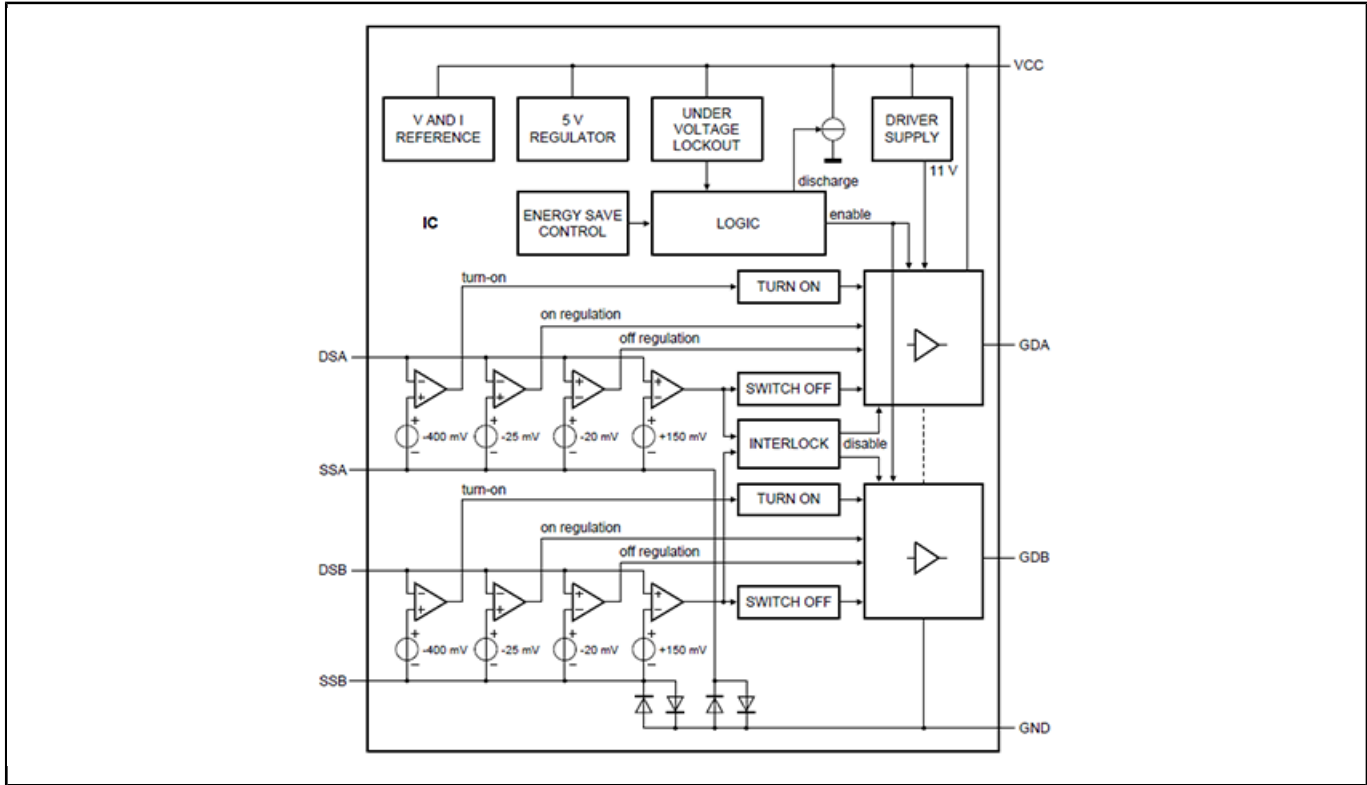 VCC
V AND I
REFERENCE
5 V
REGULATOR
UNDER
VOLTAGE
LOCKOUT
DRIVER
SUPPLY
11 V
discharge
IC
ENERGY SAVE
CONTROL
LOGIC
enable
turn-on
TURN ON
on regulation
off regulation
DSA
GDA
SWITCH OFF
-400 mV
-25 mV
-20 mV
+150 mV
INTERLOCK
disable
SSA
turn-on
TURN ON
on regulation
off regulation
DSB
GDB
SWITCH OFF
-400 mV
-25 mV
-20 mV
+150 mV
SSB
GND